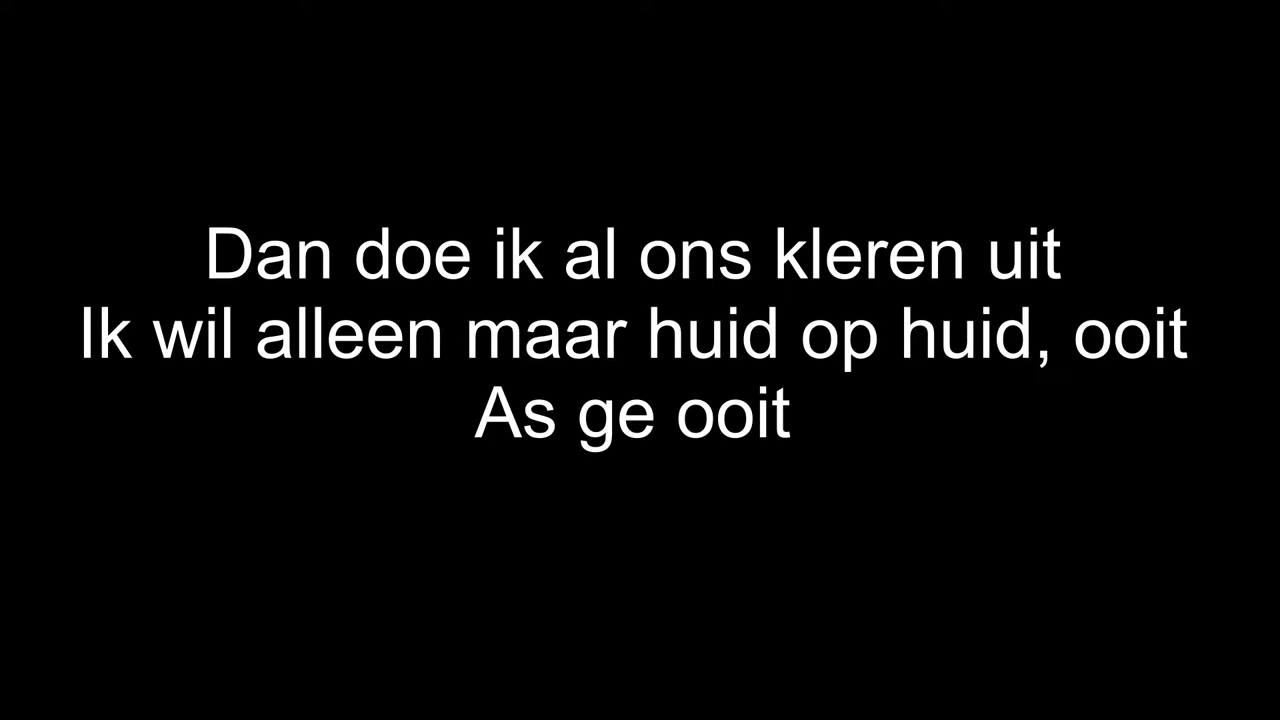 Dan doe ik al ons kleren uit
Ik wil alleen maar huid op huid, ooit
As ge ooit